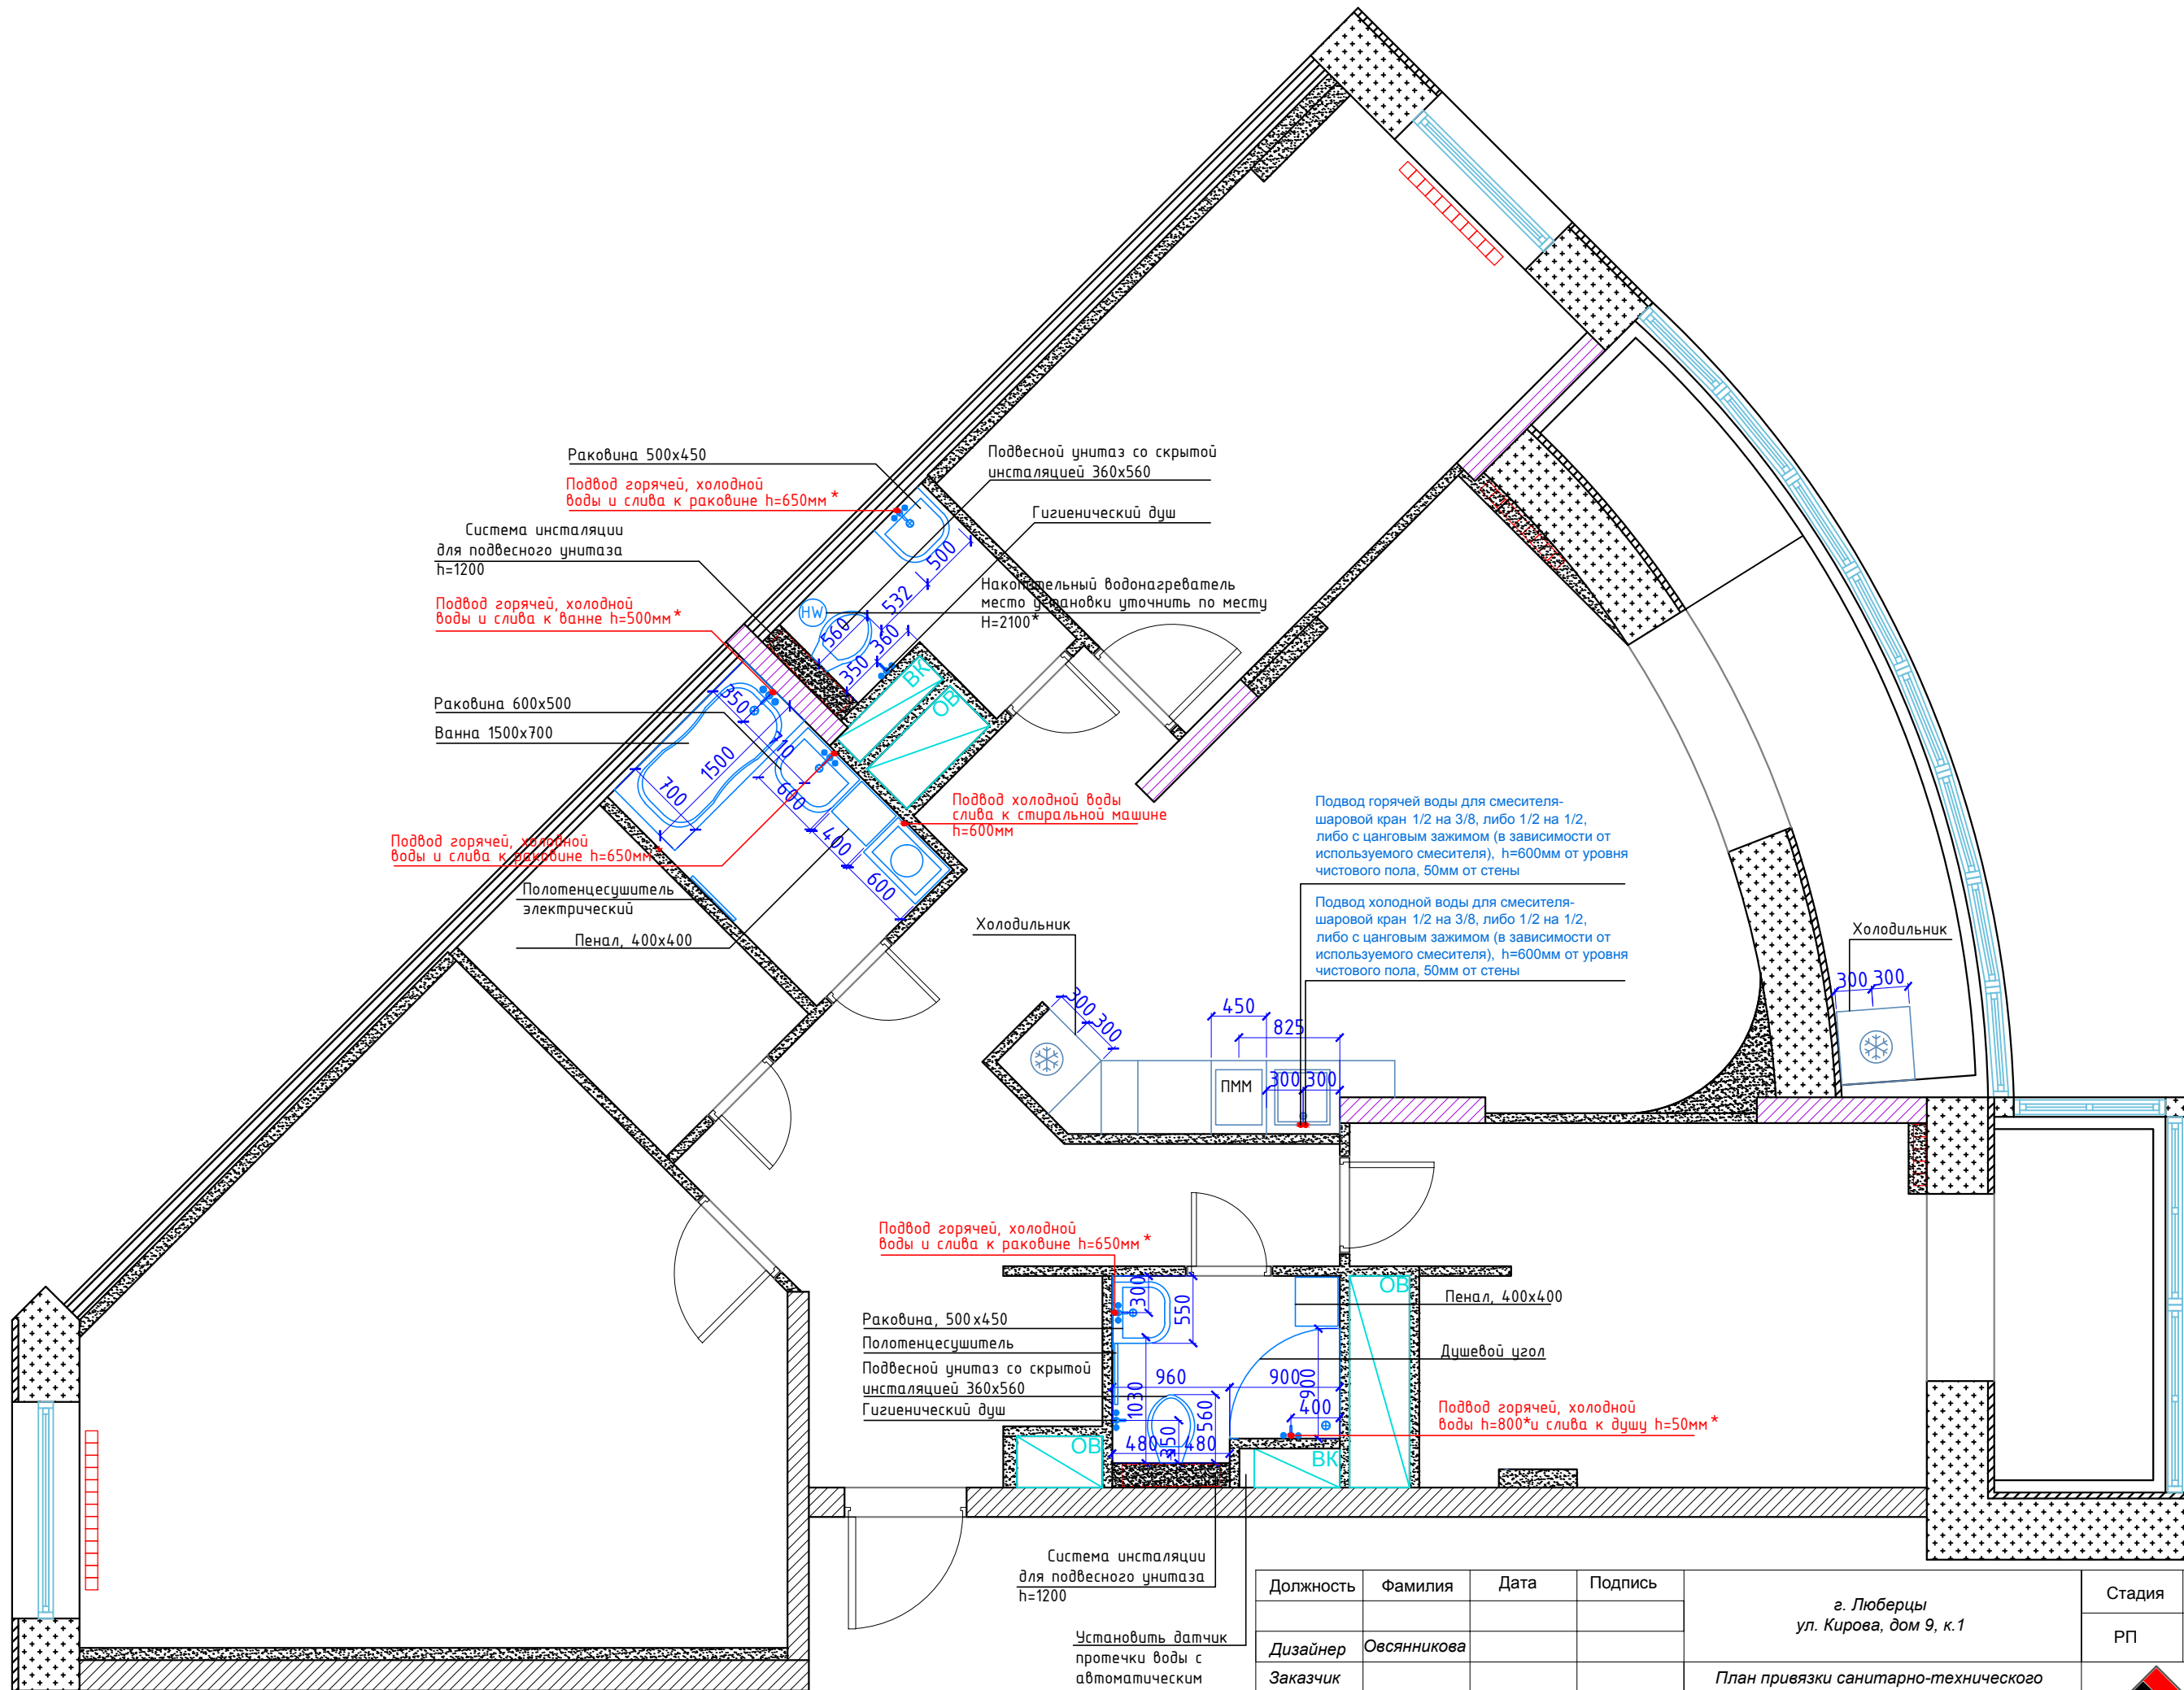 Раковина 500х450
Подвод горячей, холодной
воды и слива к раковине h=650мм*
Система инсталяции
для подвесного унитаза
h=1200
Подвод горячей, холодной
воды и слива к ванне h=500мм*
Раковина 600х500
Ванна 1500х700
Подвод горячей, холодной
воды и слива к раковине h=650мм*
Полотенцесушитель
электрический
Пенал, 400х400
Подвесной унитаз со скрытой
инсталяцией 360х560
Гигиенический душ
Накопительный водонагреватель
место установки уточнить по месту
Н=2100*
HW
500
532
560
360
350
ВК
ОВ
350
710
1500
700
600
400
600
Подвод холодной воды
слива к стиральной машине
h=600мм
Подвод горячей воды для смесителя-
шаровой кран 1/2 на 3/8, либо 1/2 на 1/2,
либо с цанговым зажимом (в зависимости от
используемого смесителя), h=600мм от уровня
чистового пола, 50мм от стены
Подвод холодной воды для смесителя-
шаровой кран 1/2 на 3/8, либо 1/2 на 1/2,
либо с цанговым зажимом (в зависимости от
используемого смесителя), h=600мм от уровня
чистового пола, 50мм от стены
Холодильник
300 300
Холодильник
300 300
450
825
ПММ
300 300
Подвод горячей, холодной
воды и слива к раковине h=650мм*
Раковина, 500х450
Полотенцесушитель
Подвесной унитаз со скрытой
инсталяцией 360х560
Гигиенический душ
300
550
960
900
900
1030
560
400
480
350
480
ОВ
ВК
ОВ
Пенал, 400х400
Душевой угол
Подвод горячей, холодной
воды h=800*и слива к душу h=50мм*
Система инсталяции
для подвесного унитаза
h=1200
Установить датчик
протечки воды с
автоматическим
Должность Фамилия Дата Подпись
Дизайнер Овсянникова
Заказчик
г. Люберцы
ул. Кирова, дом 9, к.1
План привязки санитарно-технического
Стадия
РП